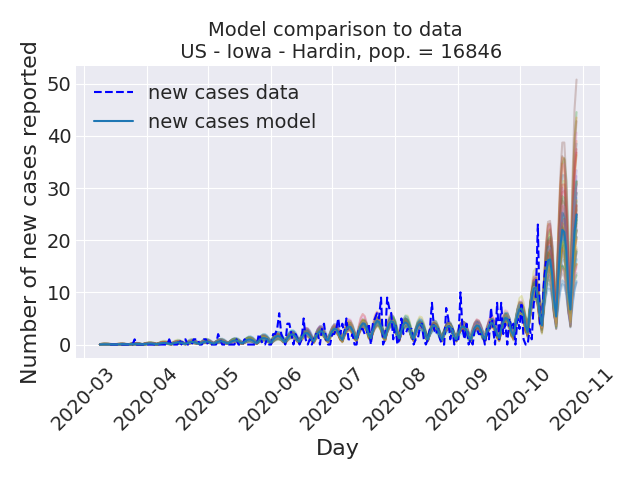 Model comparison to data
US - Iowa - Hardin, pop. = 16846
Number of new cases reported
50
40
30
20
10
0
new cases data
new cases model
2020-03
2020-04
2020-05
2020-06
2020-07
2020-08
2020-09
2020-10
2020-11
Day